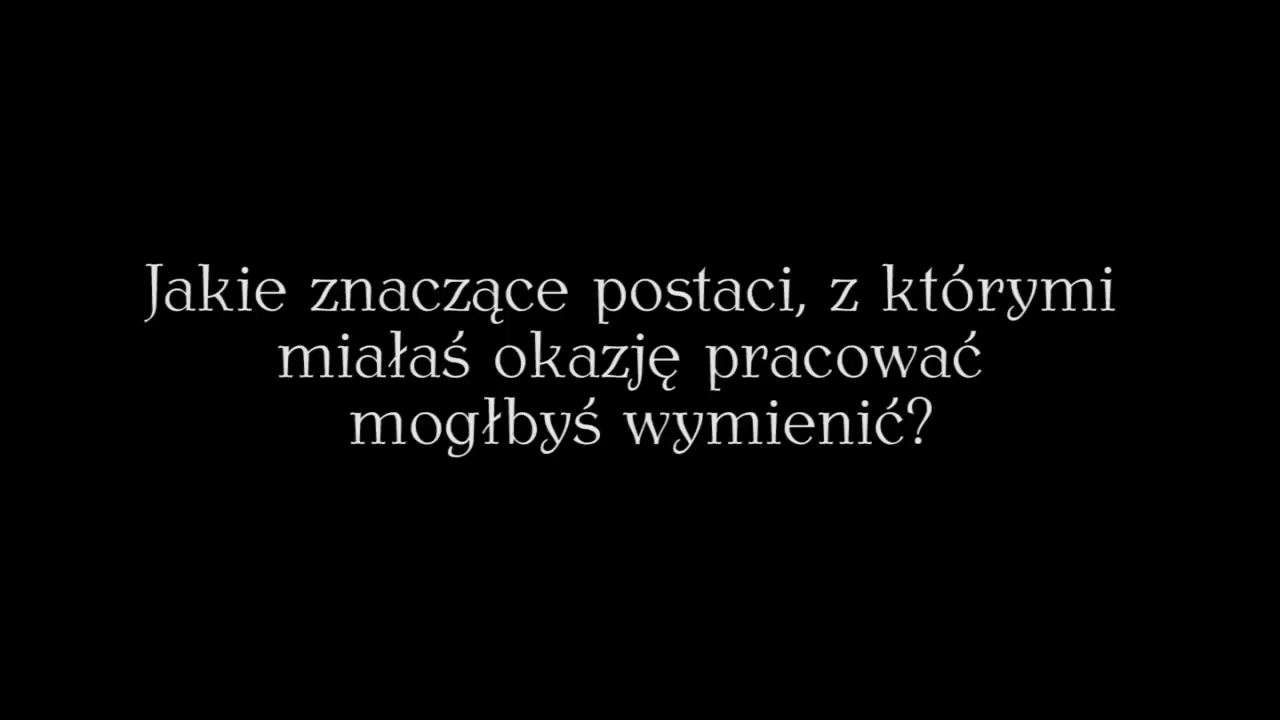 Jakie znaczące postaci, z którymi
miałaś okazję pracować
mogłbyś wymienić?